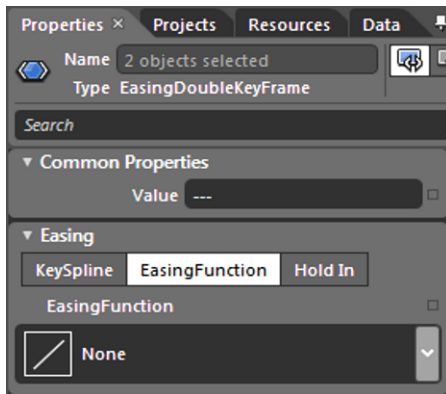 Properties × Projects Resources Data
Name 2 objects selected
Type EasingDoubleKeyFrame
Search
Common Properties
Value ---
Easing
KeySpline EasingFunction Hold In
EasingFunction
None